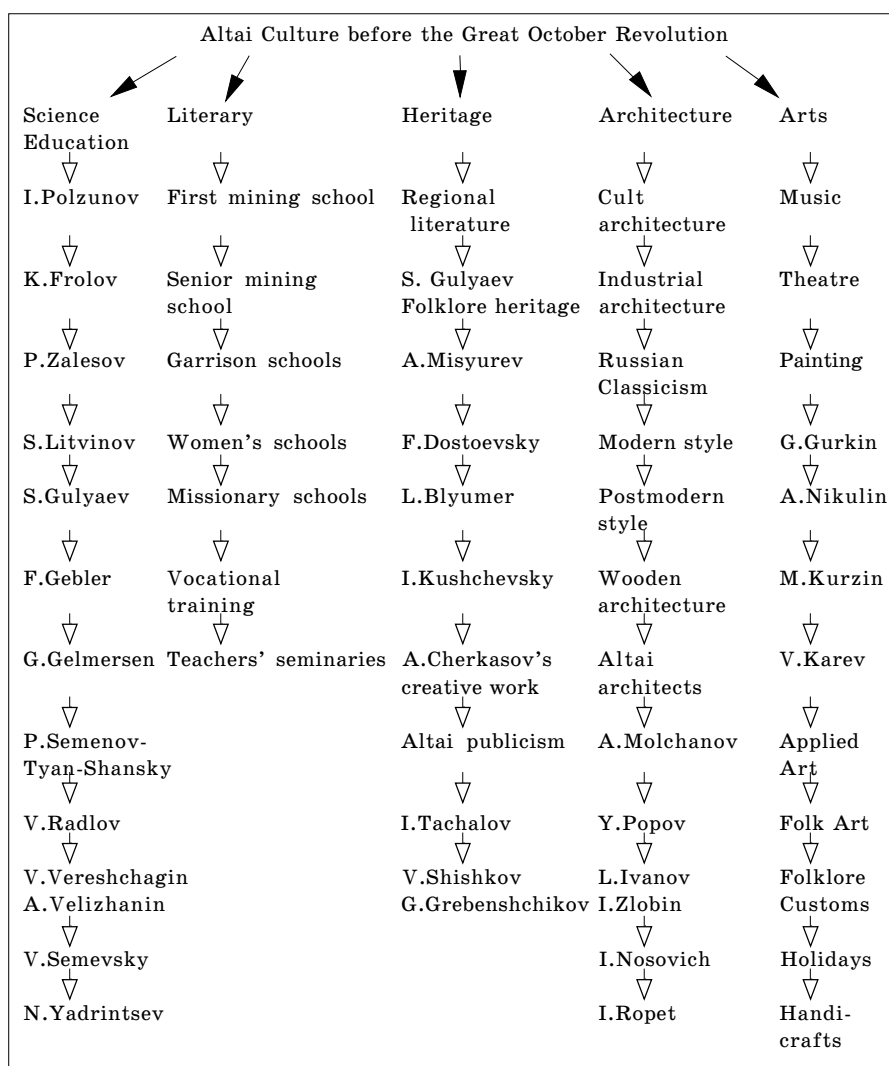 Altai Culture before the Great October Revolution
Science
Education
I.Polzunov
K.Frolov
P.Zalesov
S.Litvinov
S.Gulyaev
F.Gebler
G.Gelmersen
P.Semenov-
Tyan-Shansky
V.Radlov
V.Vereshchagin
A.Velizhanin
V.Semevsky
N.Yadrintsev
Literary
First mining school
Senior mining
school
Garrison schools
Women's schools
Missionary schools
Vocational
training
Teachers' seminaries
Heritage
Regional
literature
S. Gulyaev
Folklore heritage
A.Misyurev
F.Dostoevsky
L.Blyumer
I.Kushchevsky
A.Cherkasov's
creative work
Altai publicism
I.Tachalov
V.Shishkov
G.Grebenshchikov
Architecture
Cult
architecture
Industrial
architecture
Russian
Classicism
Modern style
Postmodern
style
Wooden
architecture
Altai
architects
A.Molchanov
Y.Popov
L.Ivanov
I.Zlobin
I.Nosovich
I.Ropet
Arts
Music
Theatre
Painting
G.Gurkin
A.Nikulin
M.Kurzin
V.Karev
Applied
Art
Folk Art
Folklore
Customs
Holidays
Handi-
crafts